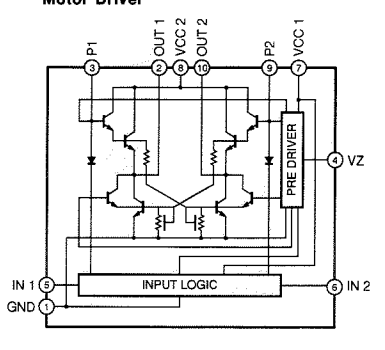 Motor Driver
P1 OUT 1 VCC 2 OUT 2 P2 VCC 1
3 2 8 10 9 7
PRE DRIVER
4 VZ
IN 1 5 INPUT LOGIC 6 IN 2
GND 1